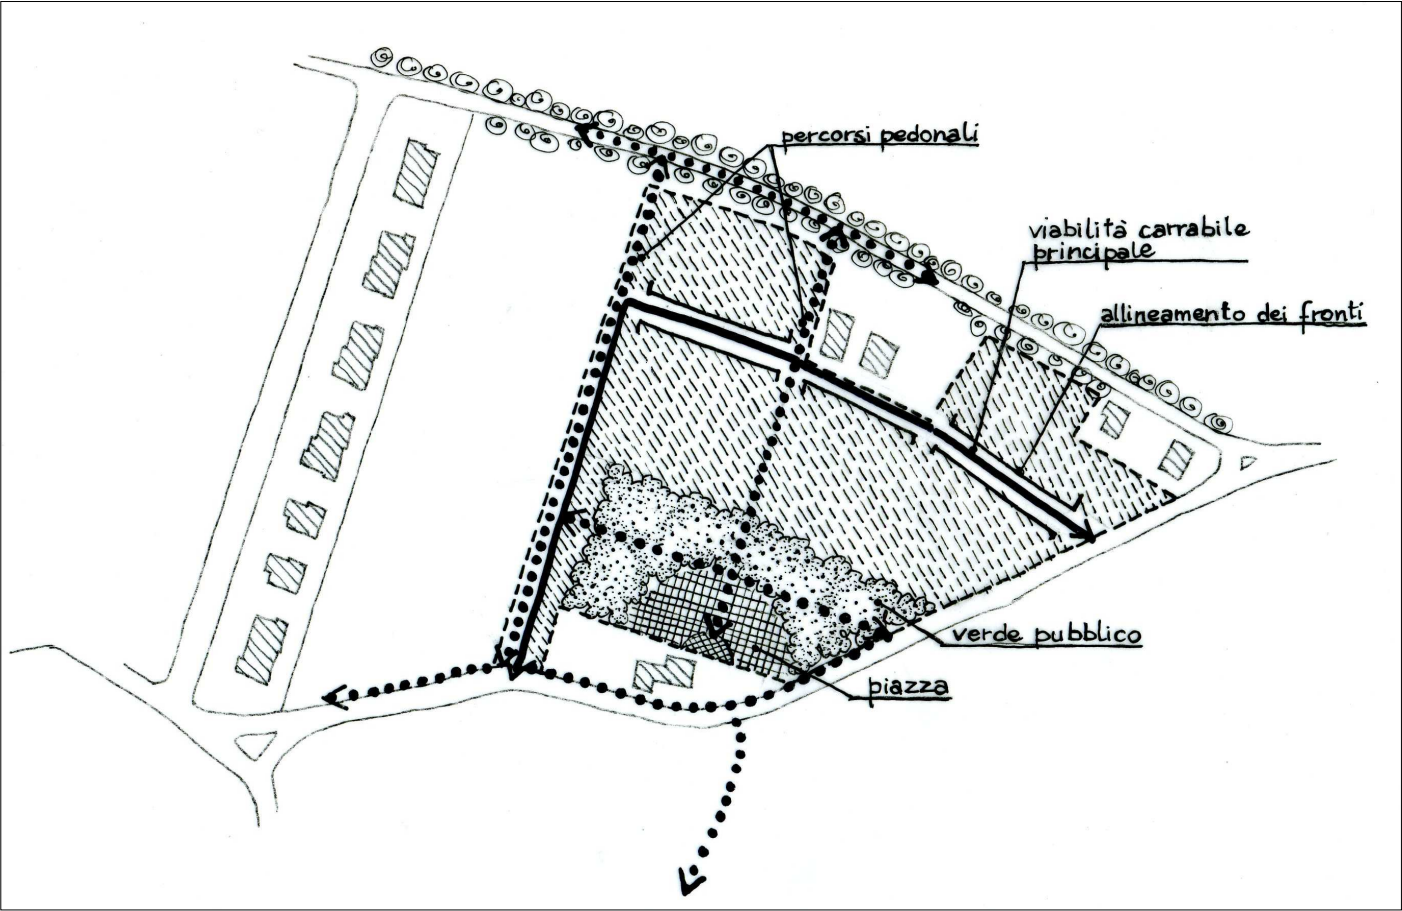 percorsi pedonali
viabilità carrabile
principale
allineamento dei fronti
verde pubblico
piazza